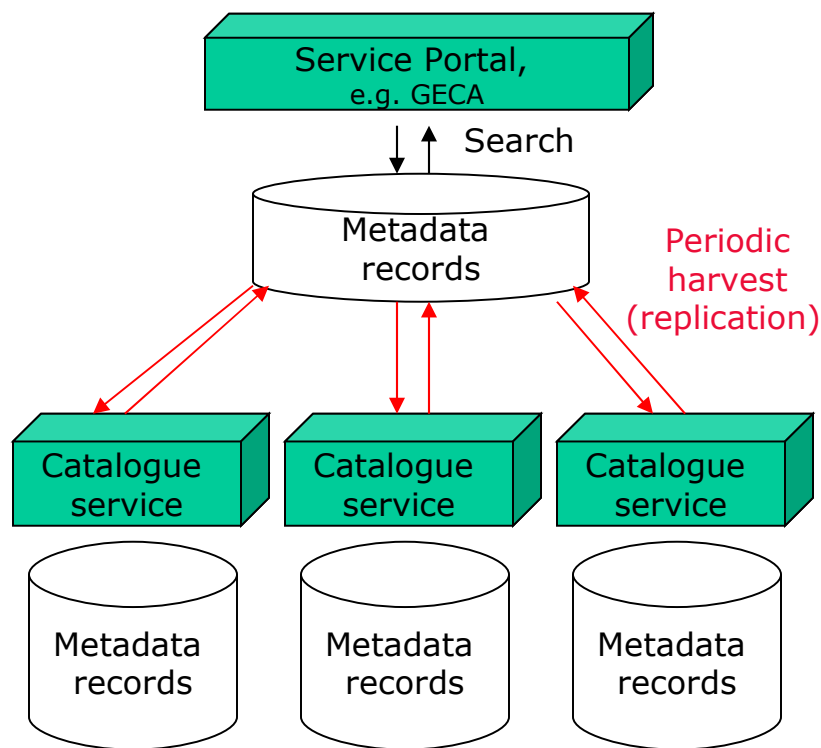 Service Portal,
e.g. GECA
Search
Metadata
records
Periodic
harvest
(replication)
Catalogue
service
Catalogue
service
Catalogue
service
Metadata
records
Metadata
records
Metadata
records